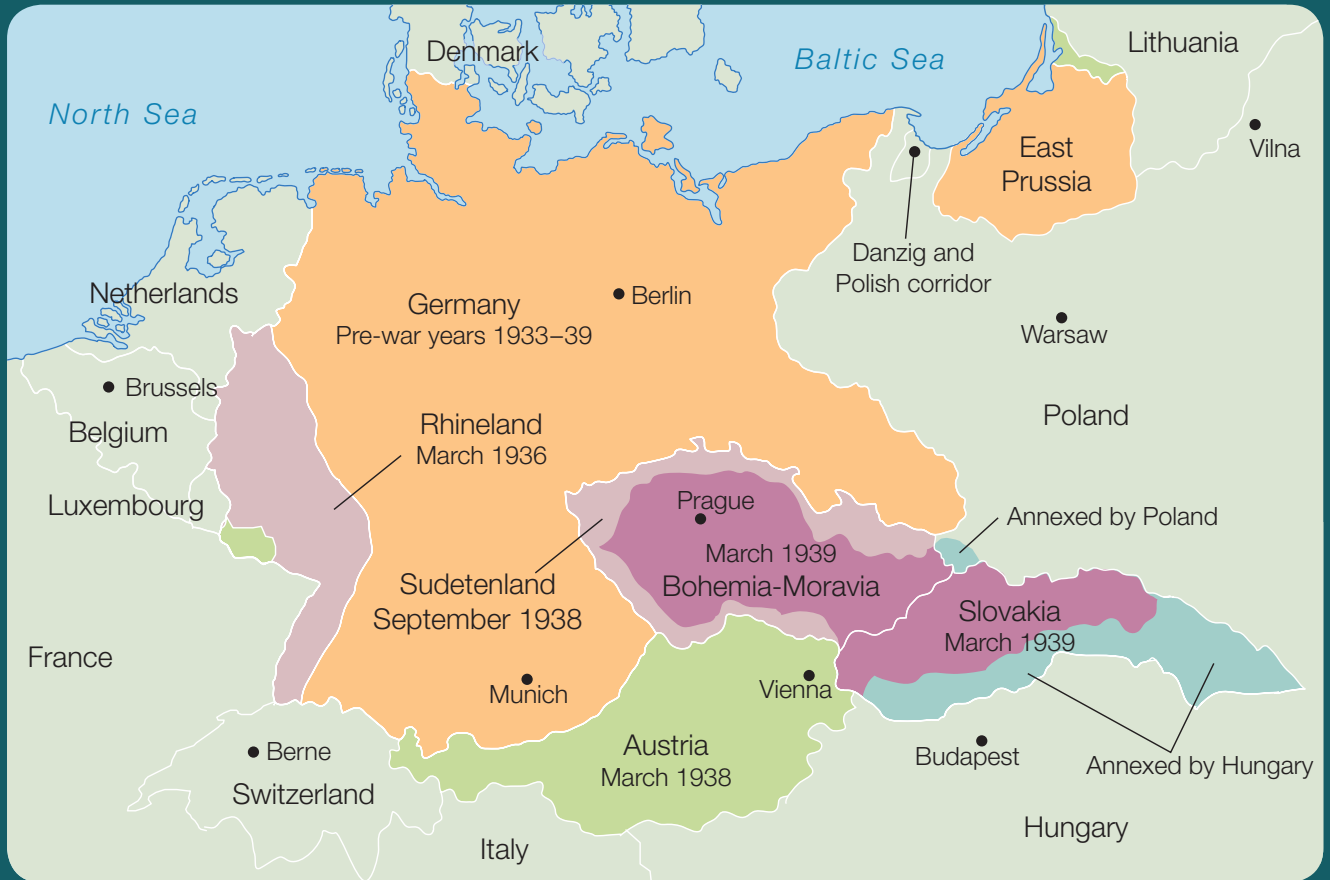 Denmark
Lithuania
Baltic Sea
North Sea
Vilna
East
Prussia
Danzig and
Polish corridor
Netherlands
Germany
Pre-war years 1933–39
Berlin
Warsaw
Brussels
Belgium
Rhineland
March 1936
Poland
Luxembourg
Prague
Annexed by Poland
March 1939
Bohemia-Moravia
Sudetenland
September 1938
Slovakia
March 1939
France
Munich
Vienna
Berne
Switzerland
Austria
March 1938
Budapest
Annexed by Hungary
Hungary
Italy